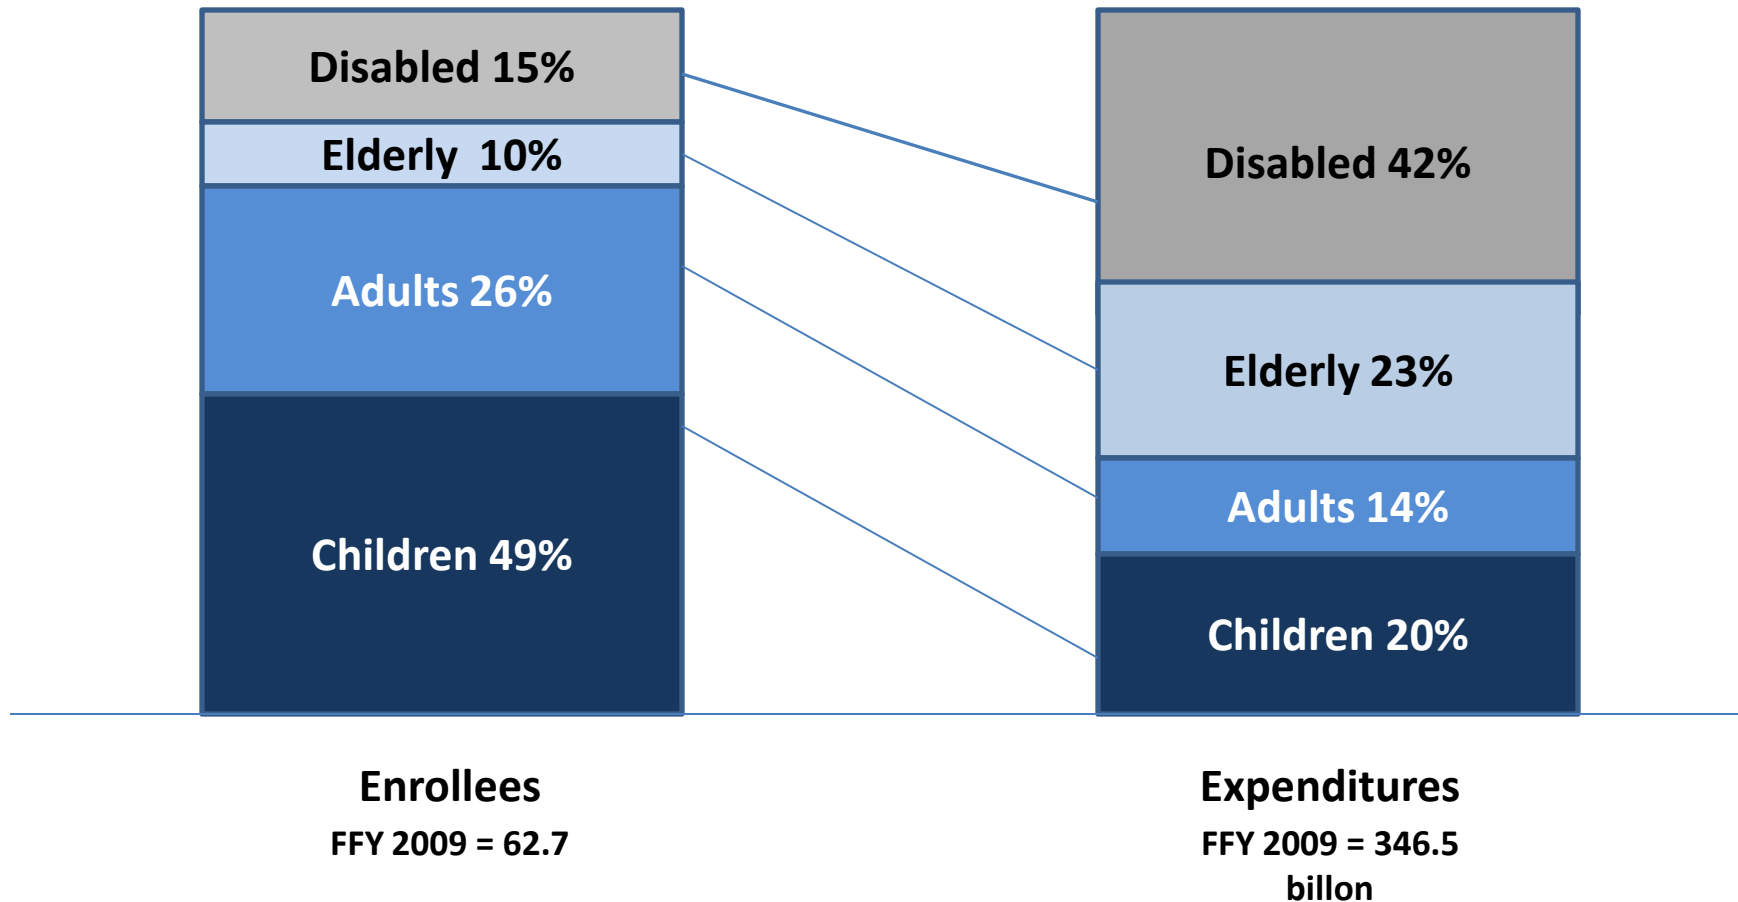 Disabled 15%
Elderly 10%
Adults 26%
Children 49%
Disabled 42%
Elderly 23%
Adults 14%
Children 20%
Enrollees
FFY 2009 = 62.7
Expenditures
FFY 2009 = 346.5
billon